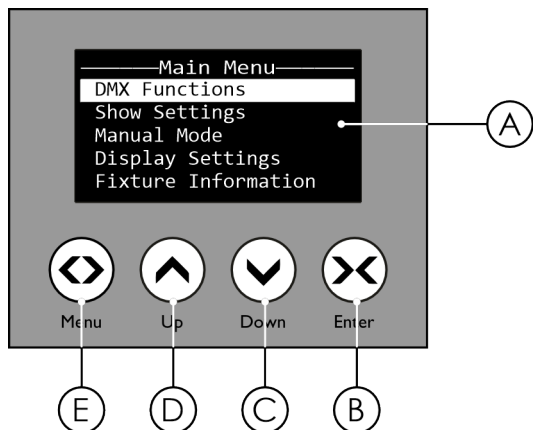 Main Menu
DMX Functions
Show Settings
Manual Mode
Display Settings
Fixture Information
A
Menu
Up
Down
Enter
E
D
C
B